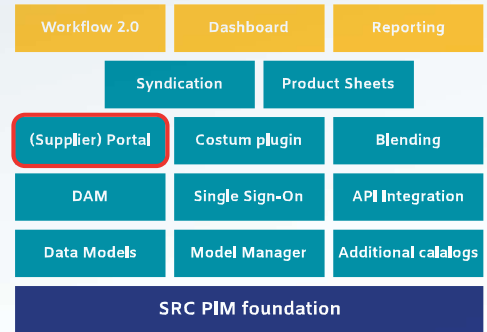 Workflow 2.0 Dashboard Reporting
Syndication Product Sheets
(Supplier) Portal Costum plugin Blending
DAM Single Sign-On API Integration
Data Models Model Manager Additional calalogs
SRC PIM foundation